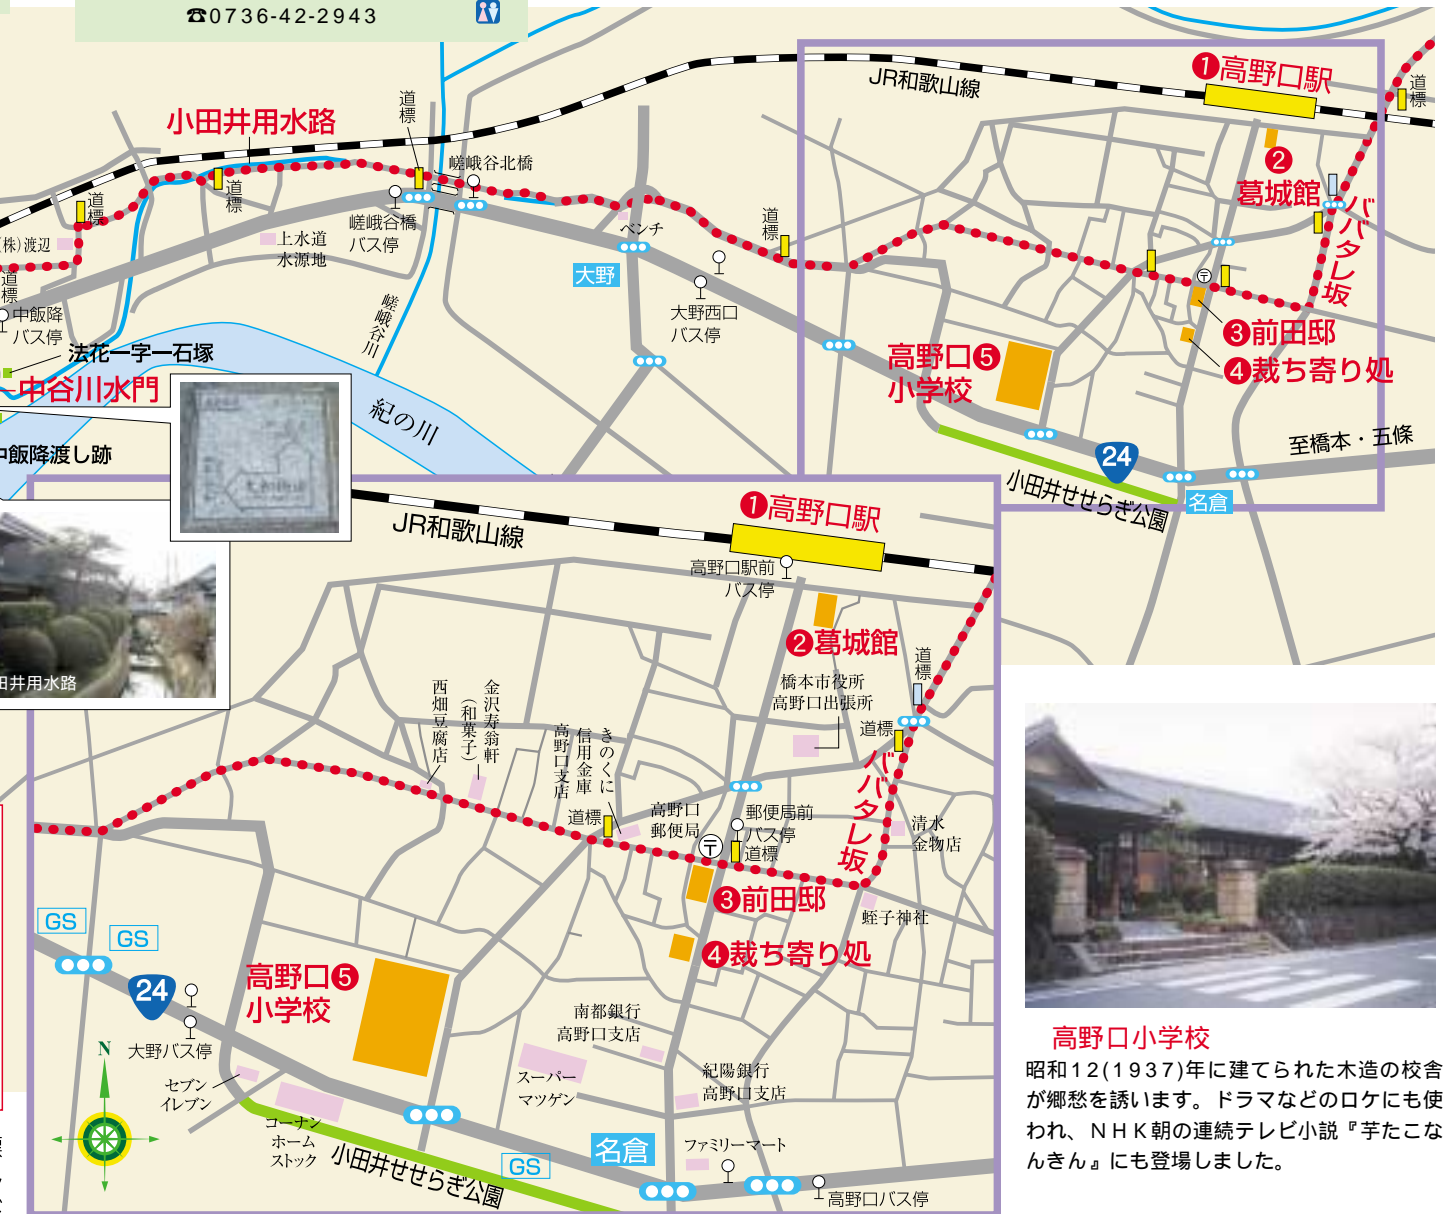 ☎0736-42-2943
小田井用水路
道標
道標
道標
嵯峨谷北橋
嵯峨谷橋
バス停
上水道
水源地
(株)渡辺
道標
中飯降
バス停
法花一字一石塚
中谷川水門
中飯降渡し跡
嵯峨谷川
紀の川
ベンチ
大野
道標
大野西口
バス停
JR和歌山線
❶高野口駅
道標
❷
葛城館
ババタレ坂
〒
❸前田邸
❹裁ち寄り処
高野口❺
小学校
24
至橋本・五條
小田井せせらぎ公園
名倉
田井用水路
JR和歌山線
❶高野口駅
高野口駅前
バス停
❷葛城館
道標
橋本市役所
高野口出張所
道標
ババタレ坂
西畑豆腐店
金沢寿翁軒
(和菓子)
きのくに
信用金庫
高野口支店
道標
高野口
郵便局
〒
郵便局前
バス停
道標
清水
金物店
❸前田邸
蛭子神社
❹裁ち寄り処
GS
GS
24
高野口❺
小学校
大野バス停
N
セブン
イレブン
コーナン
ホーム
ストック
小田井せせらぎ公園
南都銀行
高野口支店
スーパー
マツゲン
紀陽銀行
高野口支店
GS
名倉
ファミリーマート
高野口バス停
高野口小学校
昭和12(1937)年に建てられた木造の校舎
が郷愁を誘います。ドラマなどのロケにも使
われ、NHK朝の連続テレビ小説『芋たこな
んきん』にも登場しました。